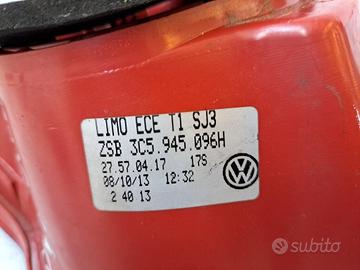 LIMO ECE T1 SJ3
ZSB 3C5.945.096H
27.57.04.17 17S
08/10/13 12:32
2 40 13
subito